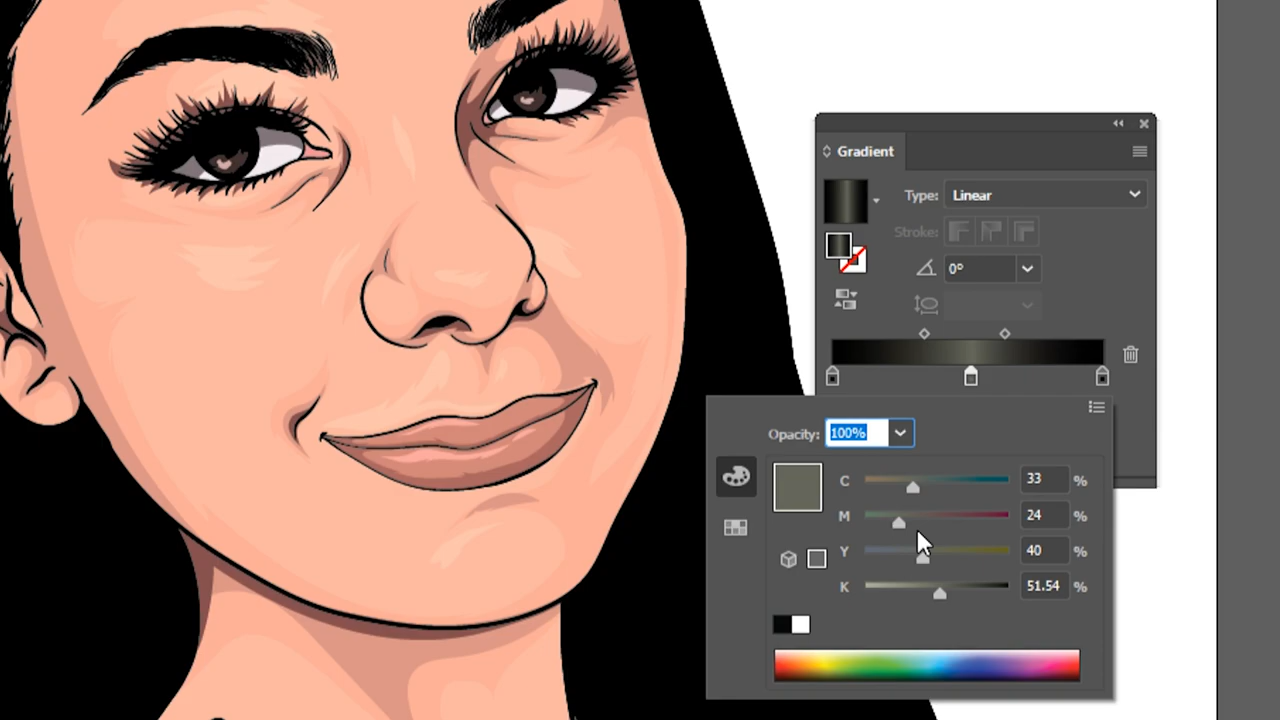 Gradient
Type: Linear
Stroke:
0°
Opacity: 100%
C 33 %
M 24 %
Y 40 %
K 51.54 %